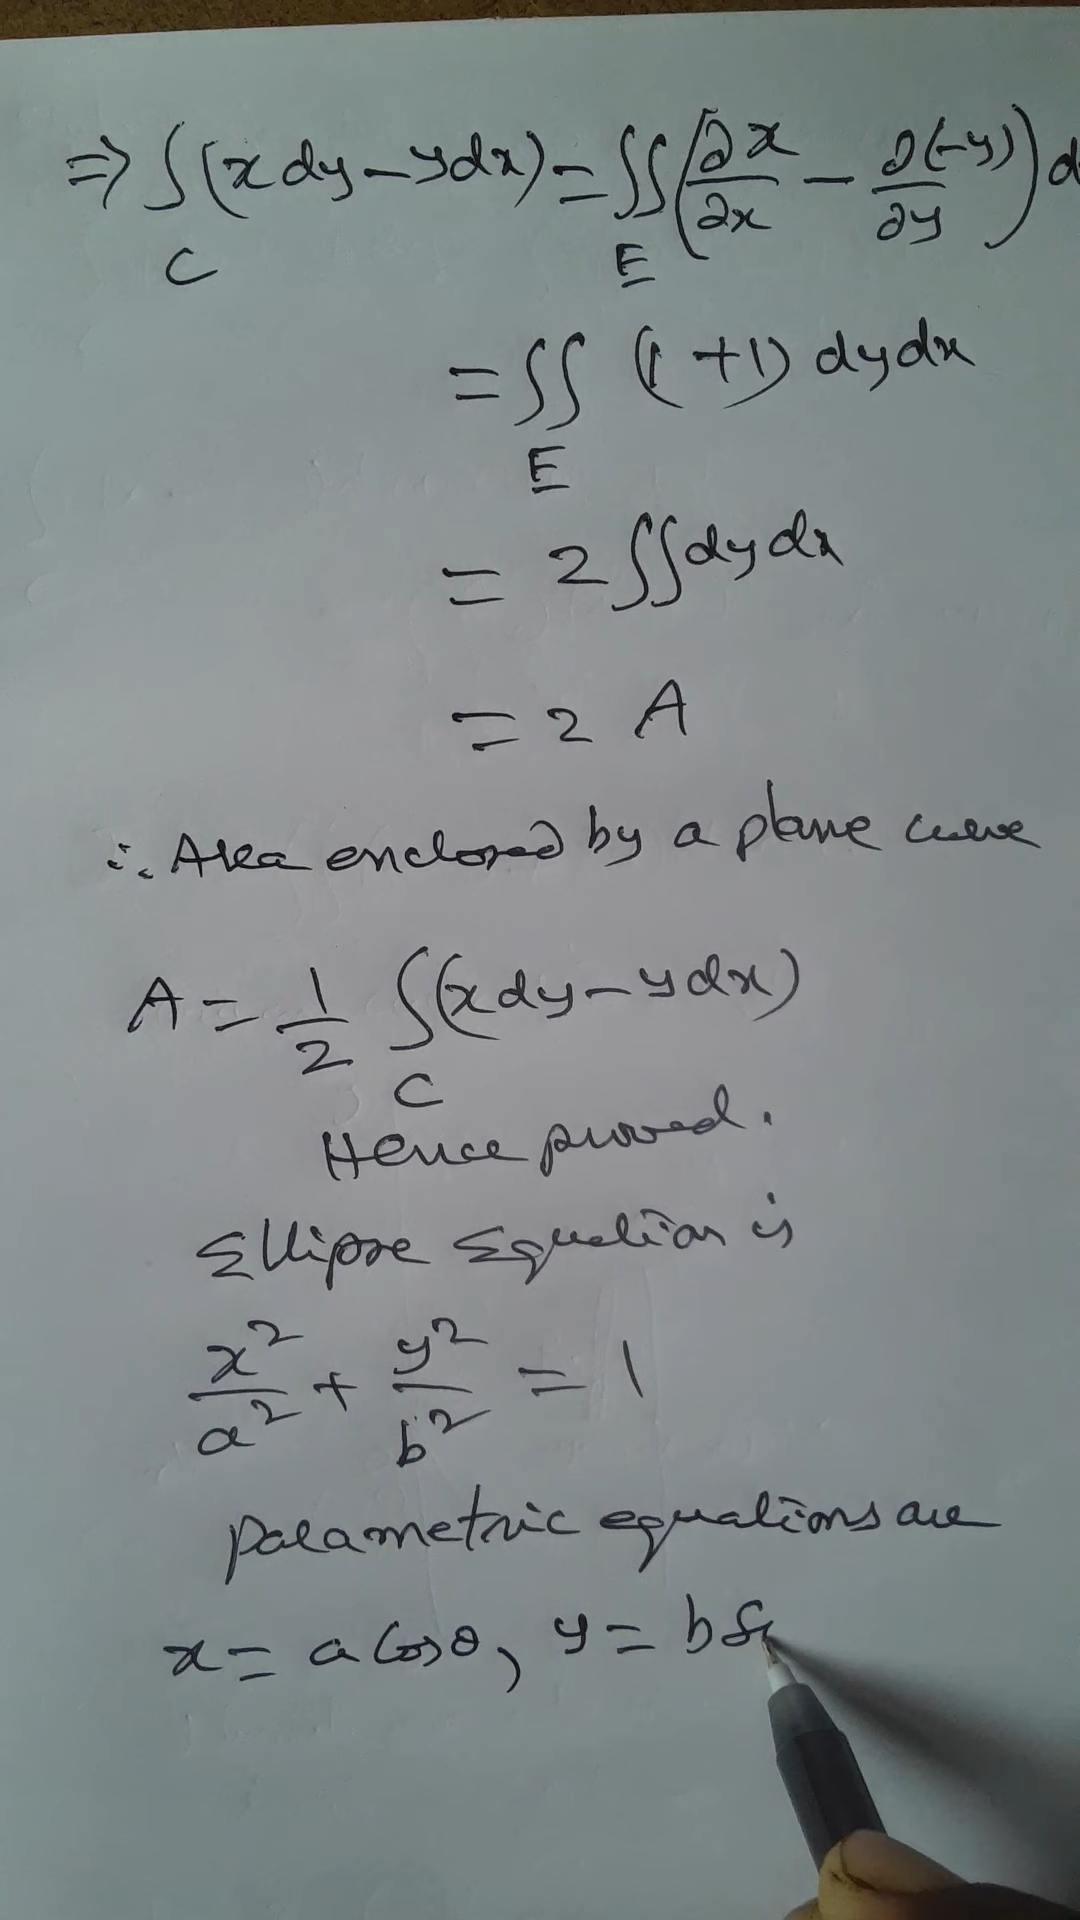 ⇒ ∫(x dy - y dx) = ∬(∂x/∂x - ∂(-y)/∂y) d
C E
= ∬ (1 + 1) dy dx
E
= 2 ∬ dy dx
= 2 A
∴ Area enclosed by a plane curve
A = 1/2 ∫(x dy - y dx)
C
Hence proved.
Ellipse Equation is
x²/a² + y²/b² = 1
parametric equations are
x = a cosθ, y = b